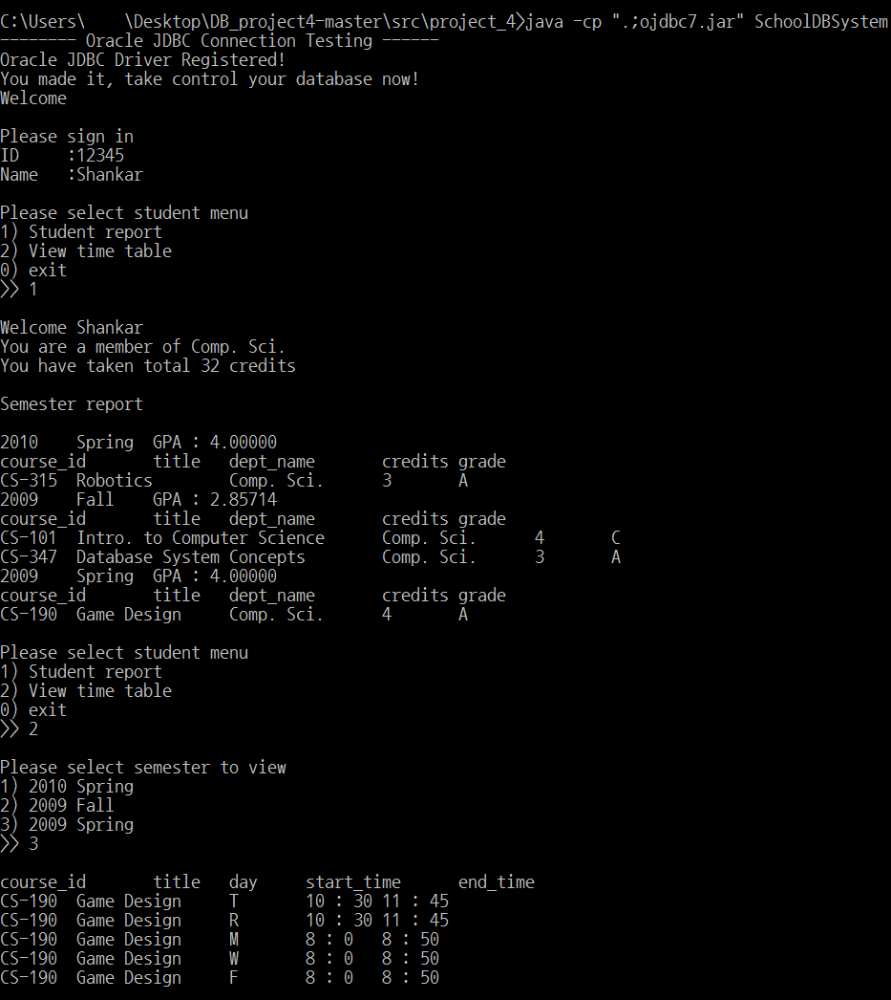 C:\Users\    \Desktop\DB_project4-master\src\project_4>java -cp ".;ojdbc7.jar" SchoolDBSystem
-------- Oracle JDBC Connection Testing ------
Oracle JDBC Driver Registered!
You made it, take control your database now!
Welcome
Please sign in
ID     :12345
Name   :Shankar
Please select student menu
1) Student report
2) View time table
0) exit
>> 1
Welcome Shankar
You are a member of Comp. Sci.
You have taken total 32 credits
Semester report
2010    Spring  GPA : 4.00000
course_id       title   dept_name       credits grade
CS-315  Robotics        Comp. Sci.      3       A
2009    Fall    GPA : 2.85714
course_id       title   dept_name       credits grade
CS-101  Intro. to Computer Science      Comp. Sci.      4       C
CS-347  Database System Concepts        Comp. Sci.      3       A
2009    Spring  GPA : 4.00000
course_id       title   dept_name       credits grade
CS-190  Game Design     Comp. Sci.      4       A
Please select student menu
1) Student report
2) View time table
0) exit
>> 2
Please select semester to view
1) 2010 Spring
2) 2009 Fall
3) 2009 Spring
>> 3
course_id       title   day     start_time      end_time
CS-190  Game Design     T       10 : 30 11 : 45
CS-190  Game Design     R       10 : 30 11 : 45
CS-190  Game Design     M       8 : 0   8 : 50
CS-190  Game Design     W       8 : 0   8 : 50
CS-190  Game Design     F       8 : 0   8 : 50